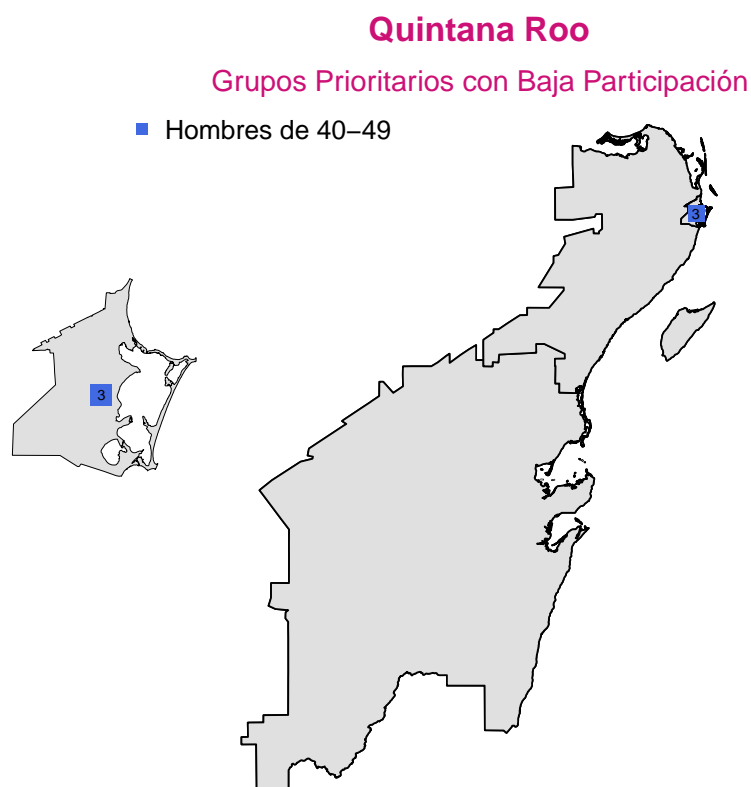 Quintana Roo
Grupos Prioritarios con Baja Participación
Hombres de 40−49
3
3